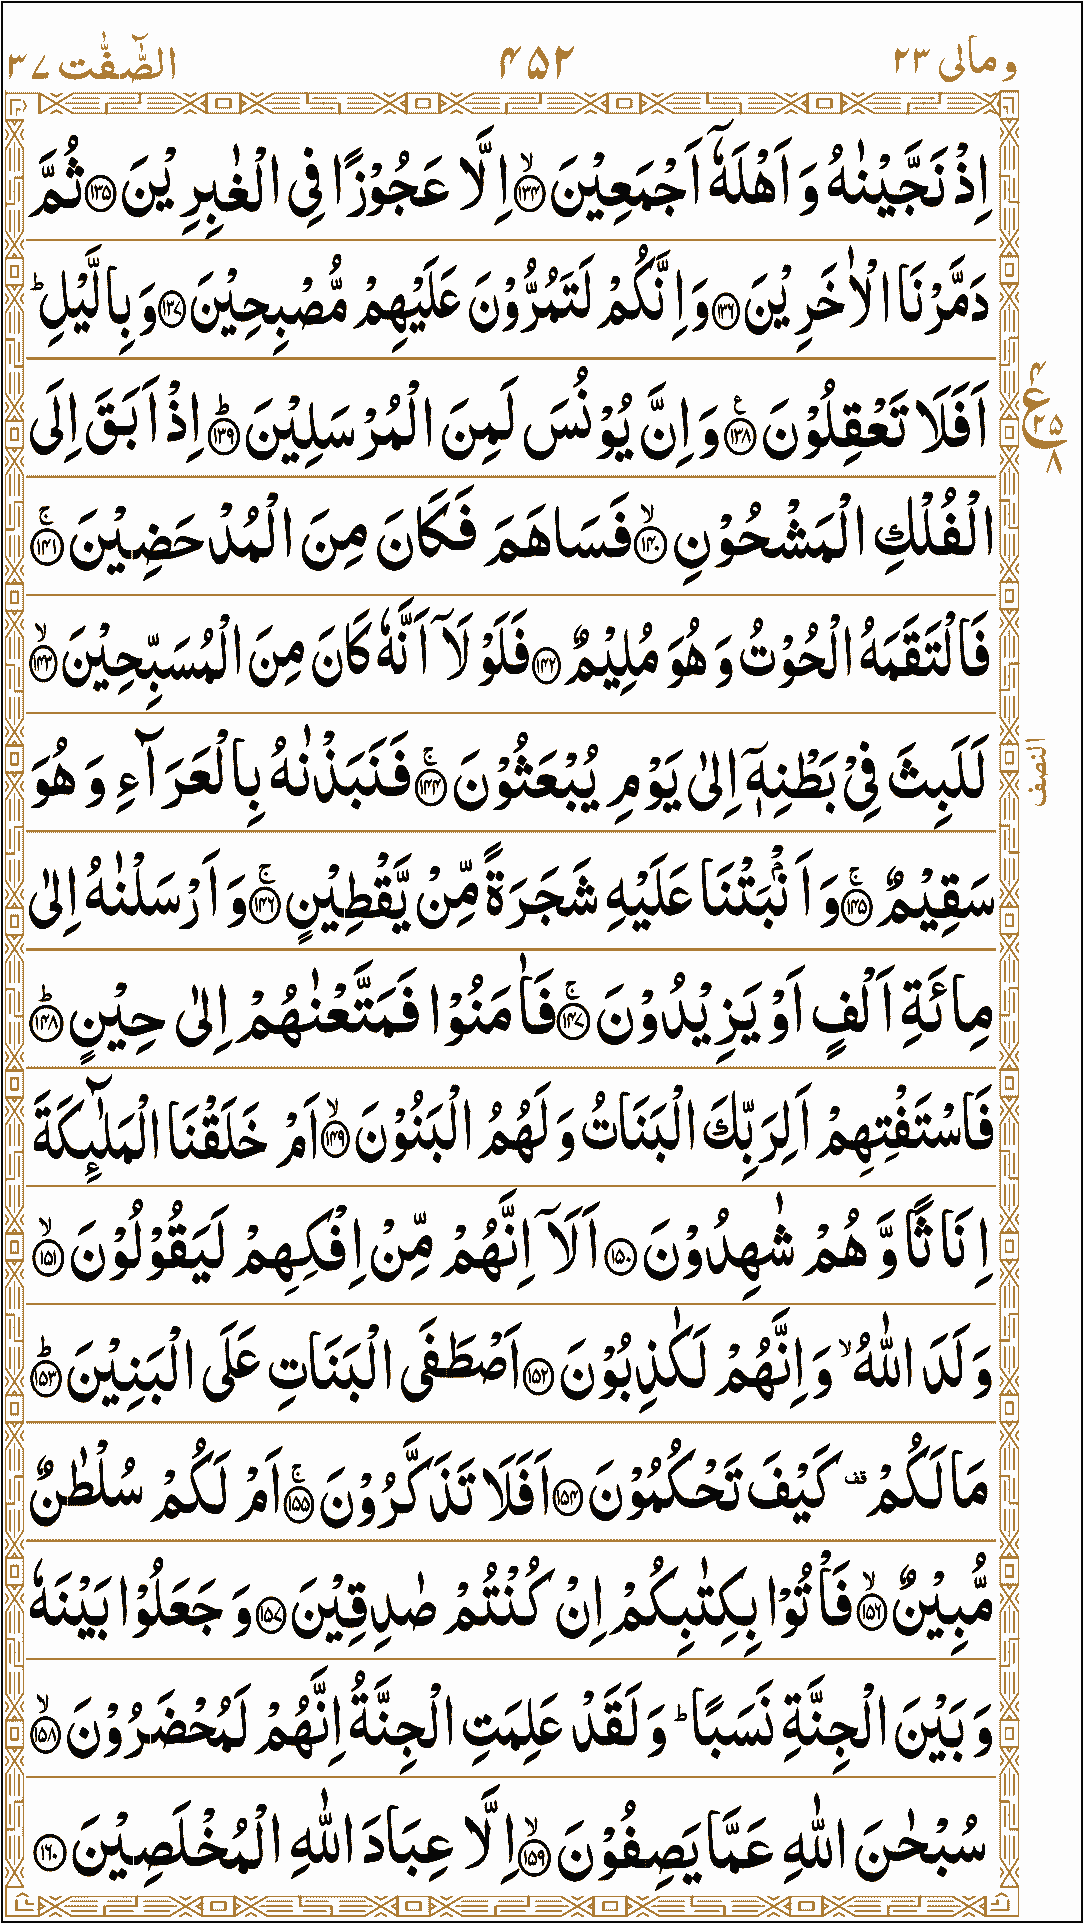 و مالی ۲۳ ۴۵۲ الصّٰٓفّٰت ۳۷
اِذْ نَجَّيْنٰهُ وَ اَهْلَهٗۤ اَجْمَعِيْنَ ۙ﴿۱۳۴﴾ اِلَّا عَجُوْزًا فِي الْغٰبِرِيْنَ ﴿۱۳۵﴾ ثُمَّ
دَمَّرْنَا الْاٰخَرِيْنَ ﴿۱۳۶﴾ وَ اِنَّكُمْ لَتَمُرُّوْنَ عَلَيْهِمْ مُّصْبِحِيْنَ ﴿۱۳۷﴾ وَ بِالَّيْلِ ؕ
اَفَلَا تَعْقِلُوْنَ ﴿۱۳۸﴾ ع وَ اِنَّ يُوْنُسَ لَمِنَ الْمُرْسَلِيْنَ ؕ﴿۱۳۹﴾ اِذْ اَبَقَ اِلَى
ع ۴ ۲۵ ۸
الْفُلْكِ الْمَشْحُوْنِ ۙ﴿۱۴۰﴾ فَسَاهَمَ فَكَانَ مِنَ الْمُدْحَضِيْنَ ۚ﴿۱۴۱﴾
فَالْتَقَمَهُ الْحُوْتُ وَ هُوَ مُلِيْمٌ ﴿۱۴۲﴾ فَلَوْ لَاۤ اَنَّهٗ كَانَ مِنَ الْمُسَبِّحِيْنَ ۙ﴿۱۴۳﴾
لَلَبِثَ فِيْ بَطْنِهٖۤ اِلٰى يَوْمِ يُبْعَثُوْنَ ۚ﴿۱۴۴﴾ فَنَبَذْنٰهُ بِالْعَرَآءِ وَ هُوَ
النصف
سَقِيْمٌ ۚ﴿۱۴۵﴾ وَ اَنْۢبَتْنَا عَلَيْهِ شَجَرَةً مِّنْ يَّقْطِيْنٍ ۚ﴿۱۴۶﴾ وَ اَرْسَلْنٰهُ اِلٰى
مِائَةِ اَلْفٍ اَوْ يَزِيْدُوْنَ ۚ﴿۱۴۷﴾ فَاٰمَنُوْا فَمَتَّعْنٰهُمْ اِلٰى حِيْنٍ ؕ﴿۱۴۸﴾
فَاسْتَفْتِهِمْ اَلِرَبِّكَ الْبَنَاتُ وَ لَهُمُ الْبَنُوْنَ ۙ﴿۱۴۹﴾ اَمْ خَلَقْنَا الْمَلٰٓىِٕكَةَ
اِنَاثًا وَّ هُمْ شٰهِدُوْنَ ﴿۱۵۰﴾ اَلَاۤ اِنَّهُمْ مِّنْ اِفْكِهِمْ لَيَقُوْلُوْنَ ۙ﴿۱۵۱﴾
وَلَدَ اللّٰهُ ۙ وَ اِنَّهُمْ لَكٰذِبُوْنَ ﴿۱۵۲﴾ اَصْطَفَى الْبَنَاتِ عَلَى الْبَنِيْنَ ؕ﴿۱۵۳﴾
مَا لَكُمْ قف كَيْفَ تَحْكُمُوْنَ ﴿۱۵۴﴾ اَفَلَا تَذَكَّرُوْنَ ۚ﴿۱۵۵﴾ اَمْ لَكُمْ سُلْطٰنٌ
مُّبِيْنٌ ۙ﴿۱۵۶﴾ فَاْتُوْا بِكِتٰبِكُمْ اِنْ كُنْتُمْ صٰدِقِيْنَ ﴿۱۵۷﴾ وَ جَعَلُوْا بَيْنَهٗ
وَ بَيْنَ الْجِنَّةِ نَسَبًا ؕ وَ لَقَدْ عَلِمَتِ الْجِنَّةُ اِنَّهُمْ لَمُحْضَرُوْنَ ۙ﴿۱۵۸﴾
سُبْحٰنَ اللّٰهِ عَمَّا يَصِفُوْنَ ۙ﴿۱۵۹﴾ اِلَّا عِبَادَ اللّٰهِ الْمُخْلَصِيْنَ ﴿۱۶۰﴾